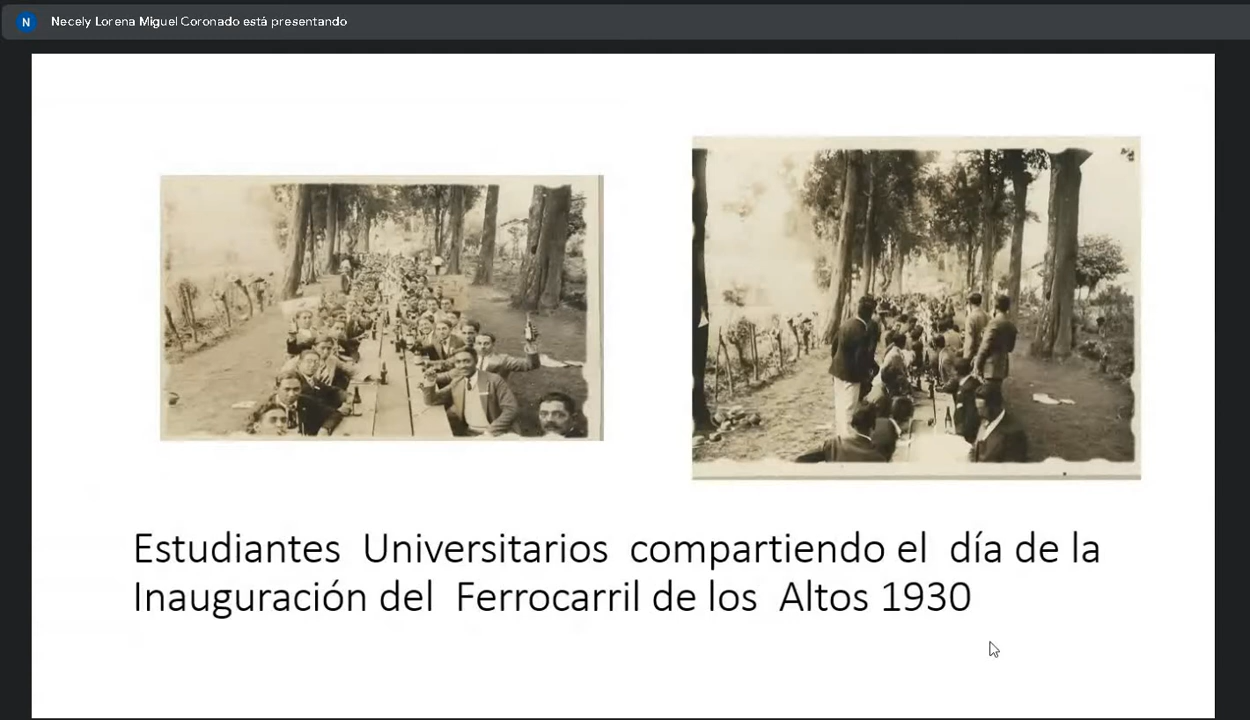 N Necely Lorena Miguel Coronado está presentando
Estudiantes Universitarios compartiendo el día de la
Inauguración del Ferrocarril de los Altos 1930